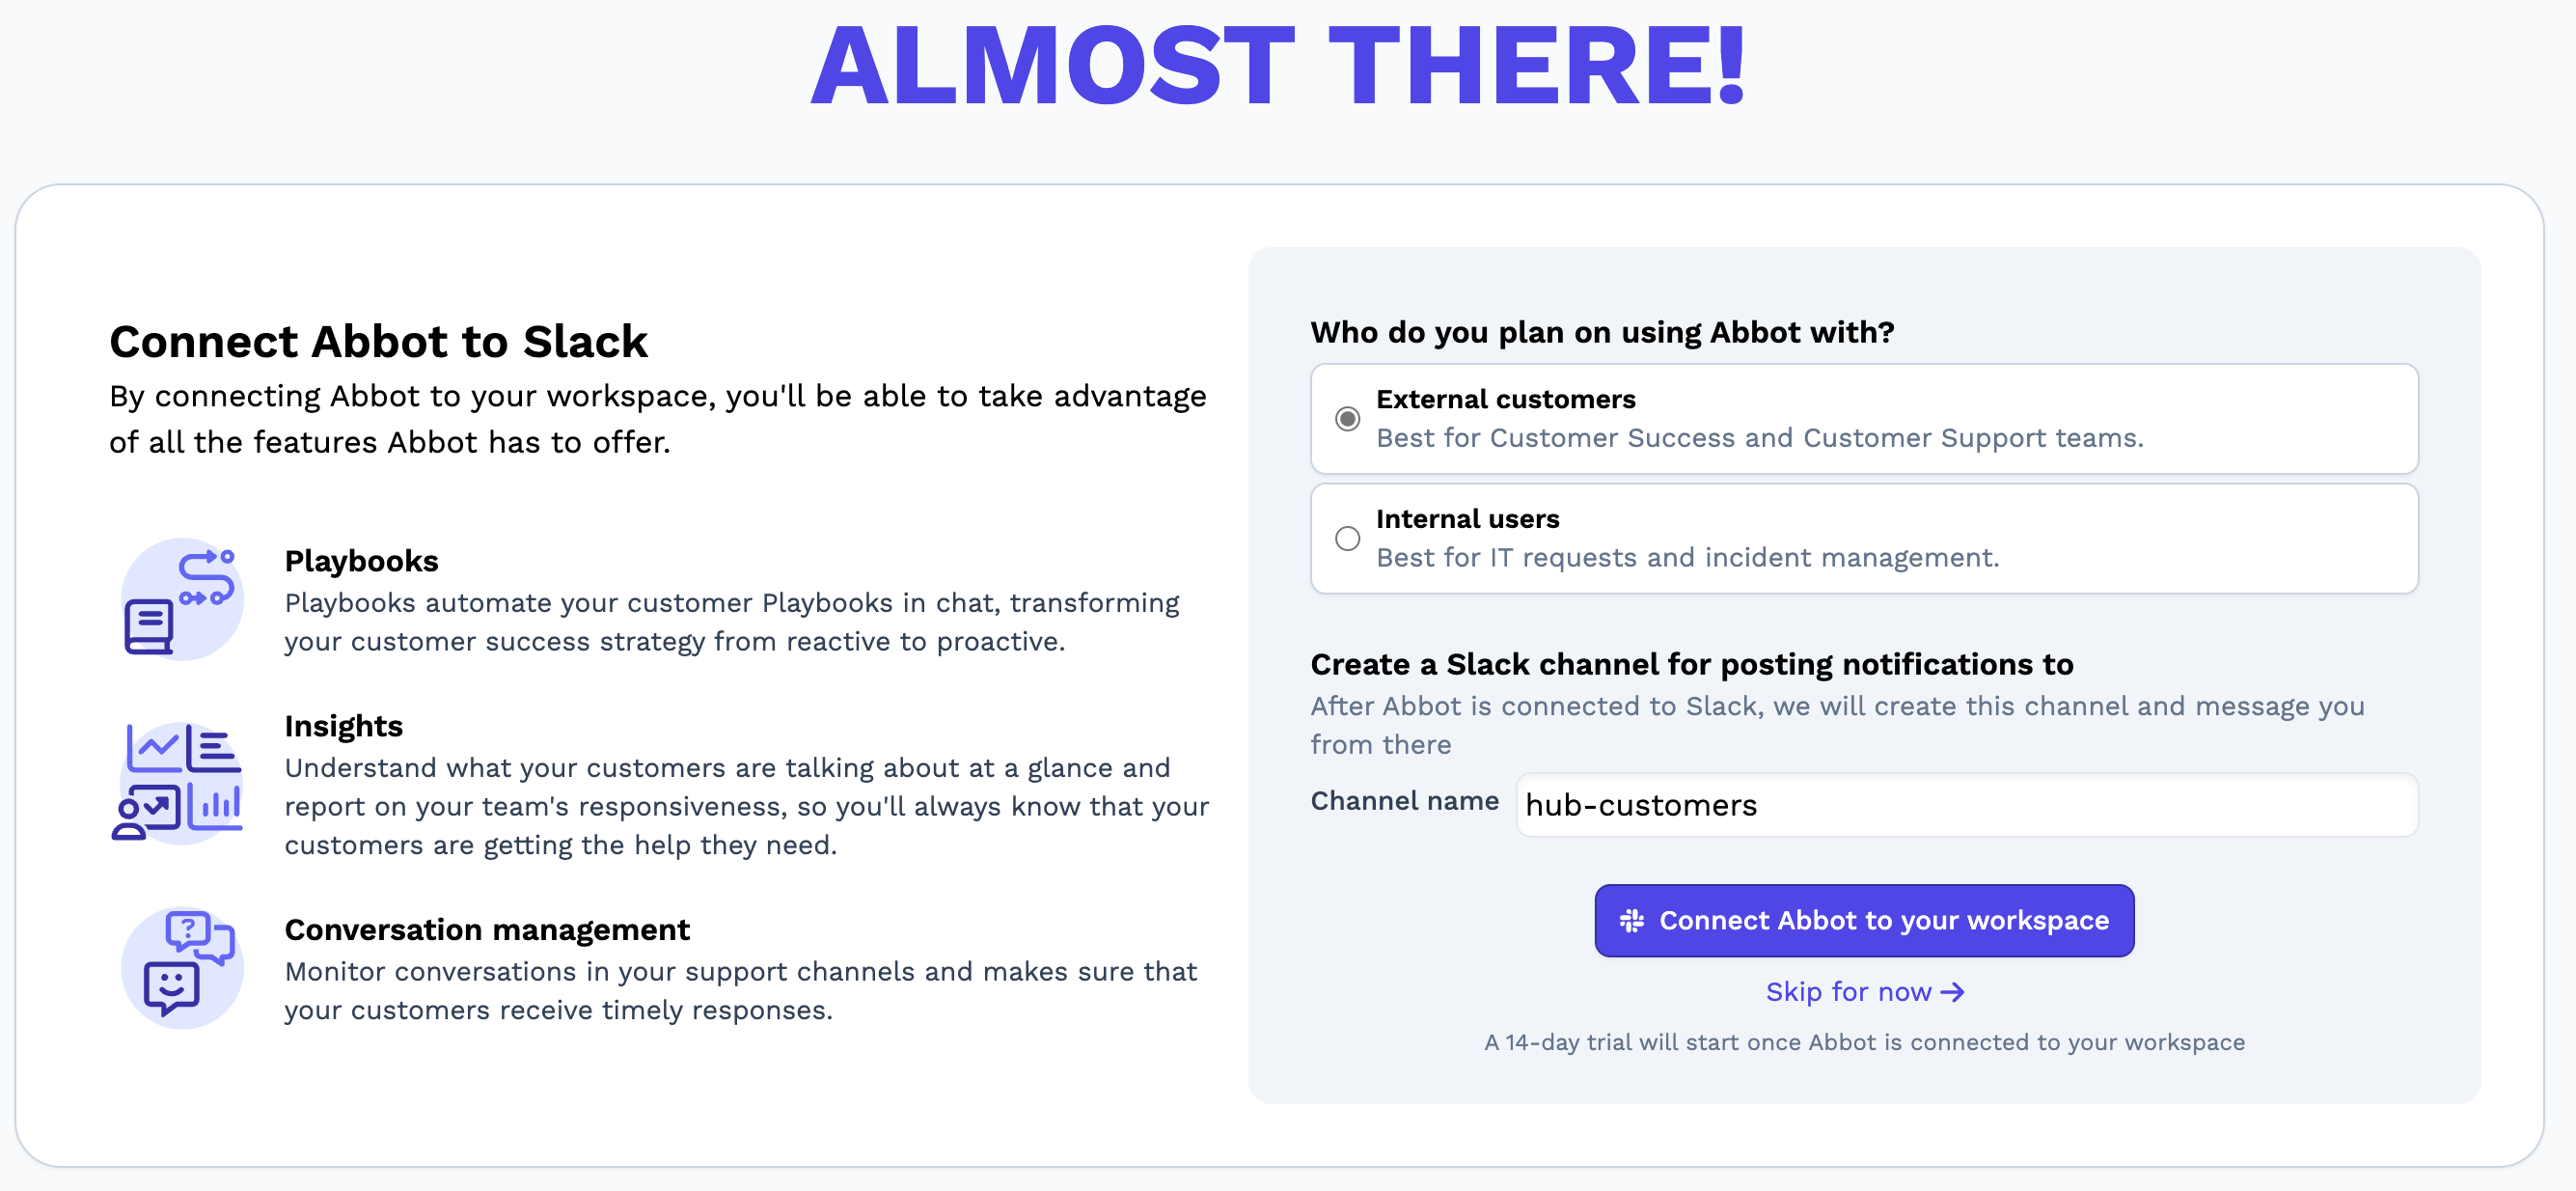 ALMOST THERE!
Connect Abbot to Slack
By connecting Abbot to your workspace, you'll be able to take advantage
of all the features Abbot has to offer.
Playbooks
Playbooks automate your customer Playbooks in chat, transforming
your customer success strategy from reactive to proactive.
Insights
Understand what your customers are talking about at a glance and
report on your team's responsiveness, so you'll always know that your
customers are getting the help they need.
Conversation management
Monitor conversations in your support channels and makes sure that
your customers receive timely responses.
Who do you plan on using Abbot with?
External customers
Best for Customer Success and Customer Support teams.
Internal users
Best for IT requests and incident management.
Create a Slack channel for posting notifications to
After Abbot is connected to Slack, we will create this channel and message you
from there
Channel name hub-customers
Connect Abbot to your workspace
Skip for now →
A 14-day trial will start once Abbot is connected to your workspace